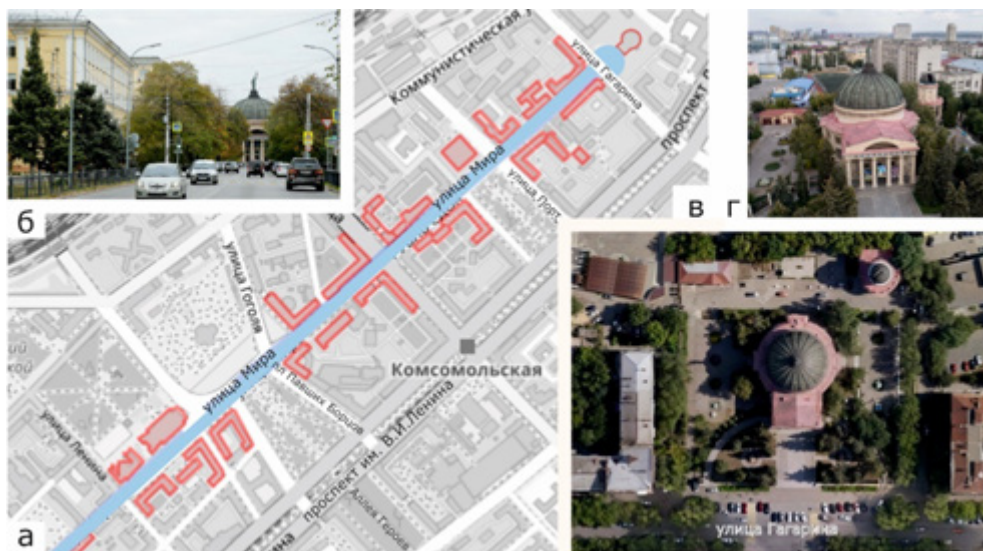 б
Коммунистическая у
улица Гагарина
проспект
улица Мира
улица Порт
в г
улица Гоголя
Комсомольская
улица Мира
пл Павших Борцов
улица Ленина
проспект им. В.И.Ленина
Аллея Героев
а
улица Гагарина